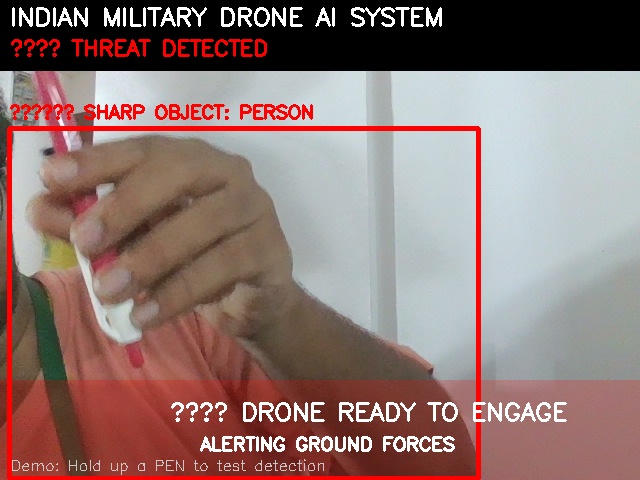 INDIAN MILITARY DRONE AI SYSTEM
???? THREAT DETECTED
?????? SHARP OBJECT: PERSON
???? DRONE READY TO ENGAGE
ALERTING GROUND FORCES
Demo: Hold up a PEN to test detection